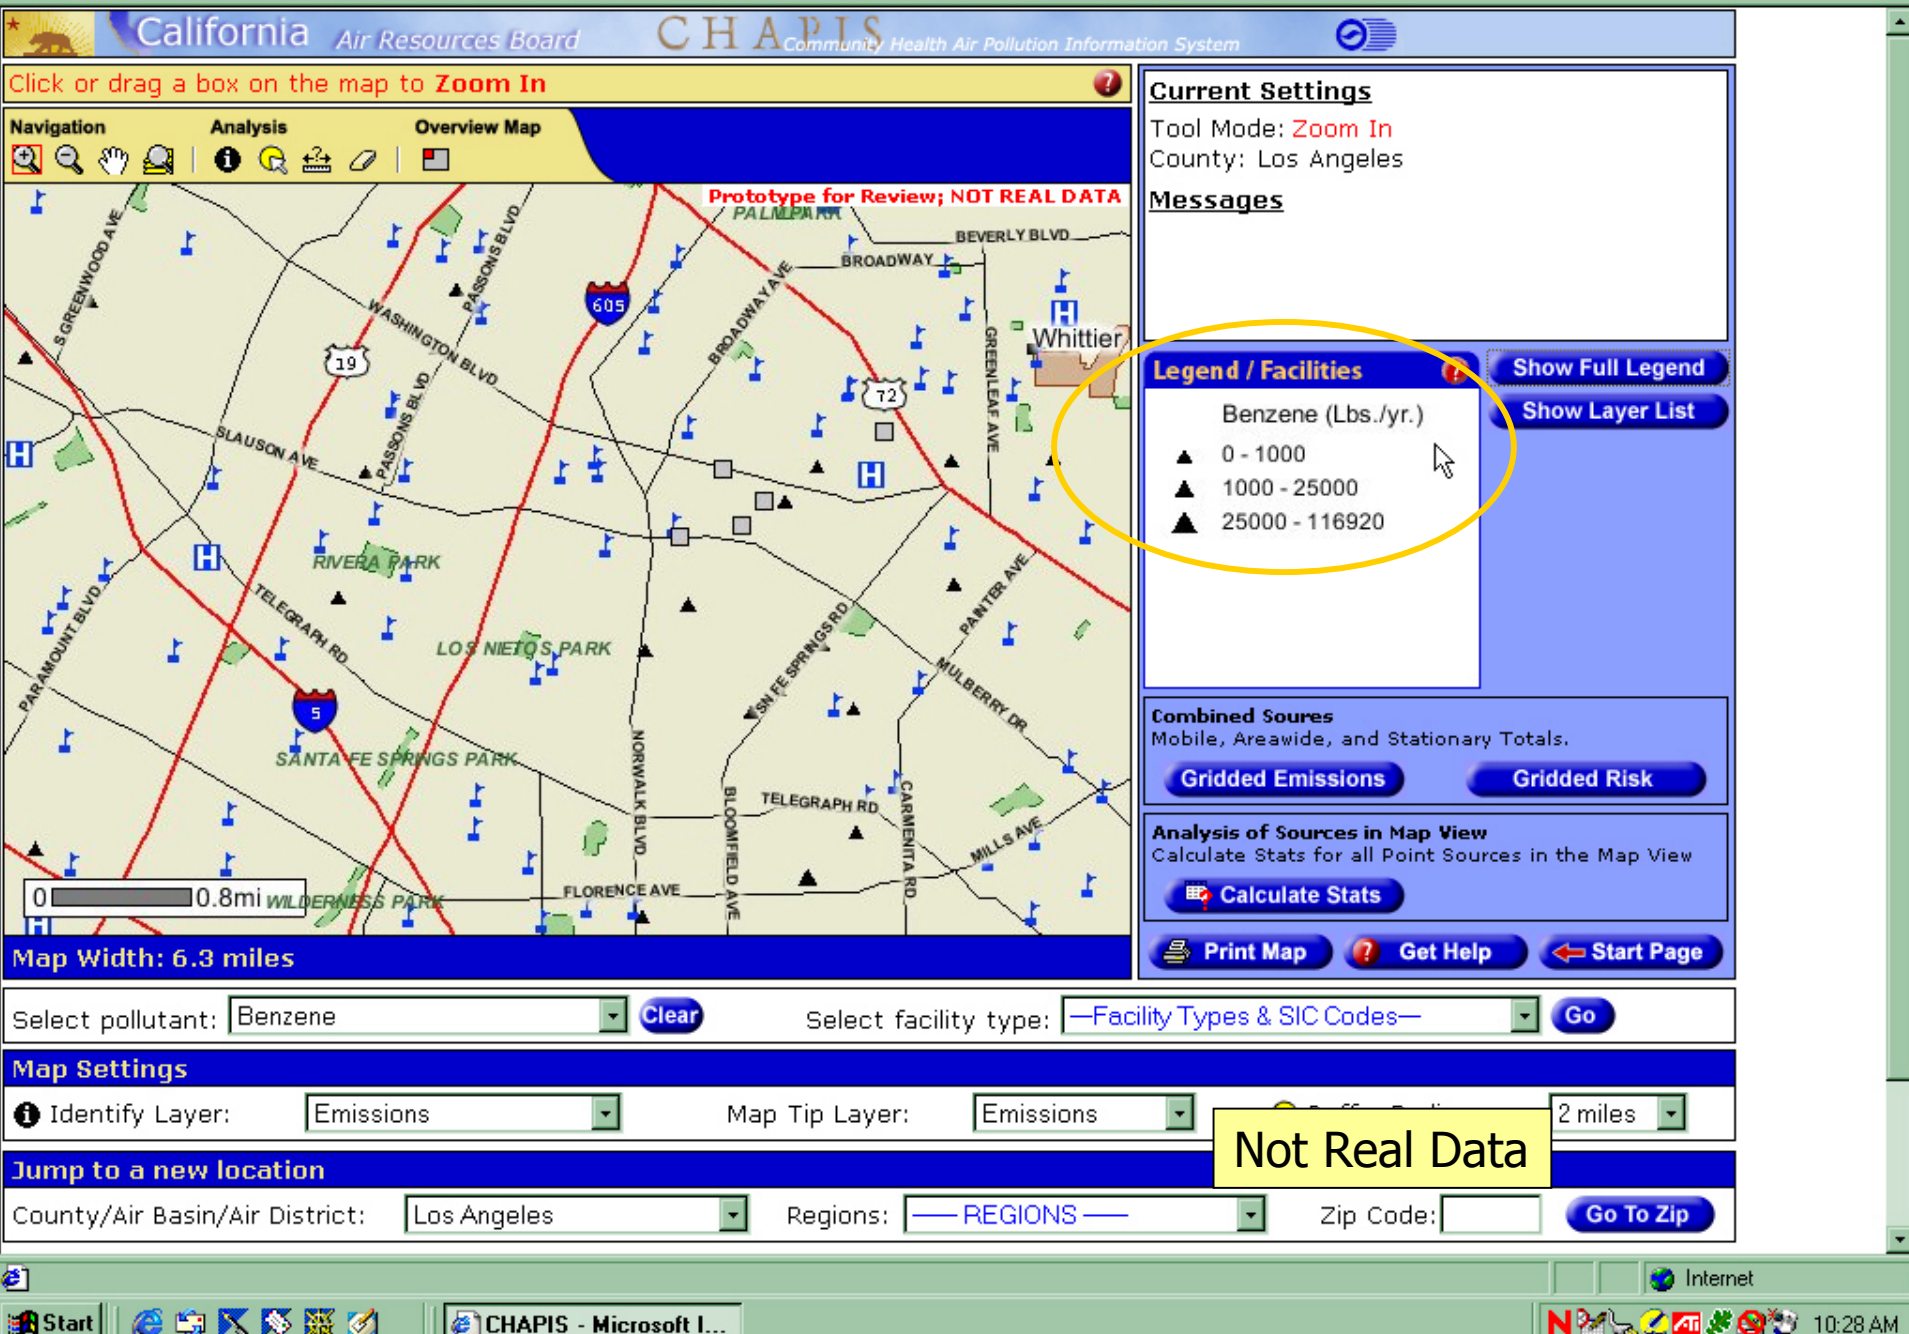 California Air Resources Board CHAPIS Community Health Air Pollution Information System
Click or drag a box on the map to Zoom In
Navigation Analysis Overview Map
Prototype for Review; NOT REAL DATA
PALM PARK
BEVERLY BLVD
BROADWAY
S GREENWOOD AVE
PASSONS BLVD
WASHINGTON BLVD
605
BROADWAY AVE
GREENLEAF AVE
H
Whittier
19
72
PASSONS BLVD
SLAUSON AVE
H
H
H
RIVERA PARK
PARAMOUNT BLVD
TELEGRAPH RD
LOS NIETOS PARK
SN FE SPRINGS RD
PAINTER AVE
MULBERRY DR
5
SANTA FE SPRINGS PARK
NORWALK BLVD
BLOOMFIELD AVE
TELEGRAPH RD
CARMENITA RD
MILLS AVE
FLORENCE AVE
0 0.8mi
WILDERNESS PARK
H
Map Width: 6.3 miles
Current Settings
Tool Mode: Zoom In
County: Los Angeles
Messages
Legend / Facilities
Show Full Legend
Show Layer List
Benzene (Lbs./yr.)
0 - 1000
1000 - 25000
25000 - 116920
Combined Soures
Mobile, Areawide, and Stationary Totals.
Gridded Emissions Gridded Risk
Analysis of Sources in Map View
Calculate Stats for all Point Sources in the Map View
Calculate Stats
Print Map Get Help Start Page
Select pollutant: Benzene Clear Select facility type: —Facility Types & SIC Codes— Go
Map Settings
Identify Layer: Emissions Map Tip Layer: Emissions 2 miles
Not Real Data
Jump to a new location
County/Air Basin/Air District: Los Angeles Regions: —— REGIONS —— Zip Code: Go To Zip
Internet
Start CHAPIS - Microsoft I... 10:28 AM